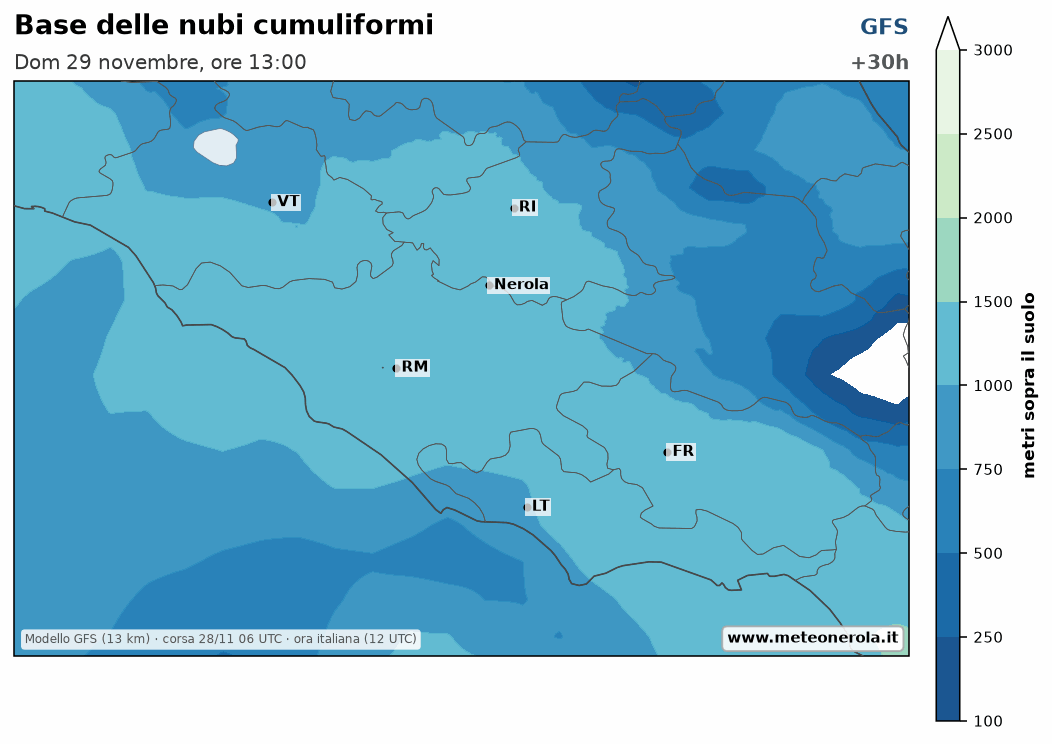 Base delle nubi cumuliformi
GFS
Dom 29 novembre, ore 13:00
+30h
3000
2500
2000
1500
1000
750
500
250
100
metri sopra il suolo
VT
RI
Nerola
RM
FR
LT
Modello GFS (13 km) · corsa 28/11 06 UTC · ora italiana (12 UTC)
www.meteonerola.it